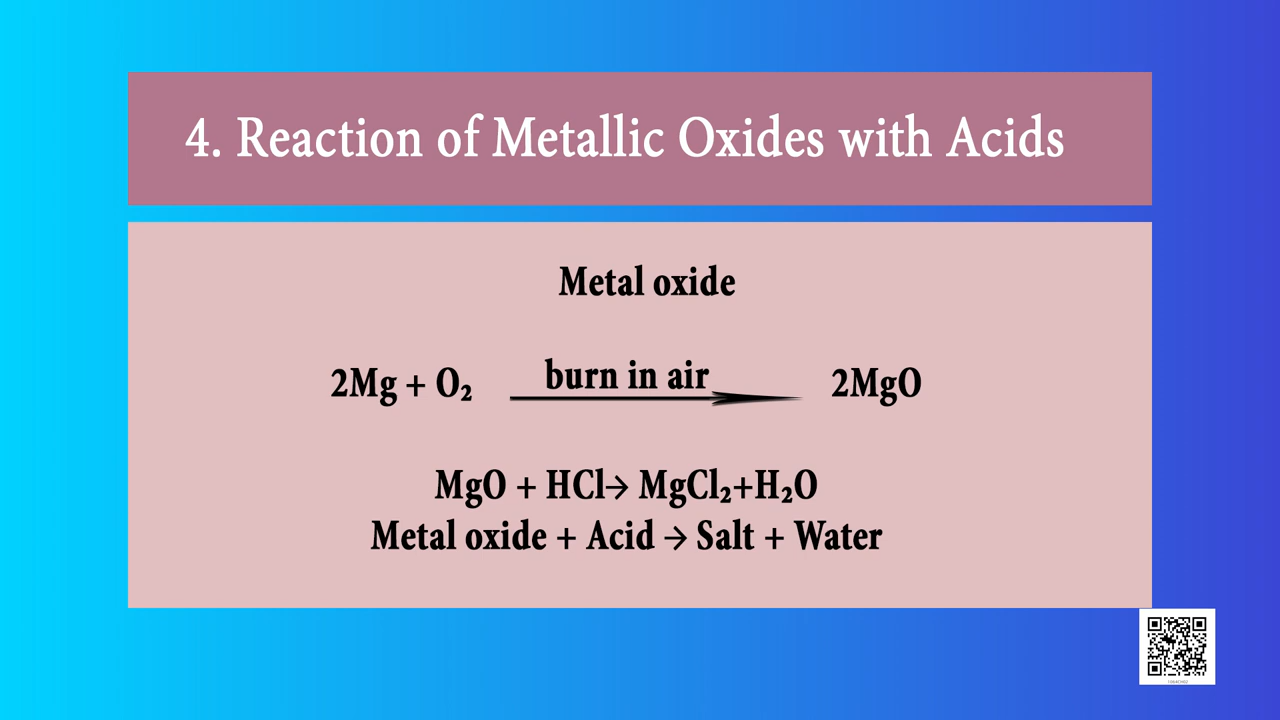 4. Reaction of Metallic Oxides with Acids
Metal oxide
2Mg + O₂ burn in air 2MgO
MgO + HCl→ MgCl₂+H₂O
Metal oxide + Acid → Salt + Water